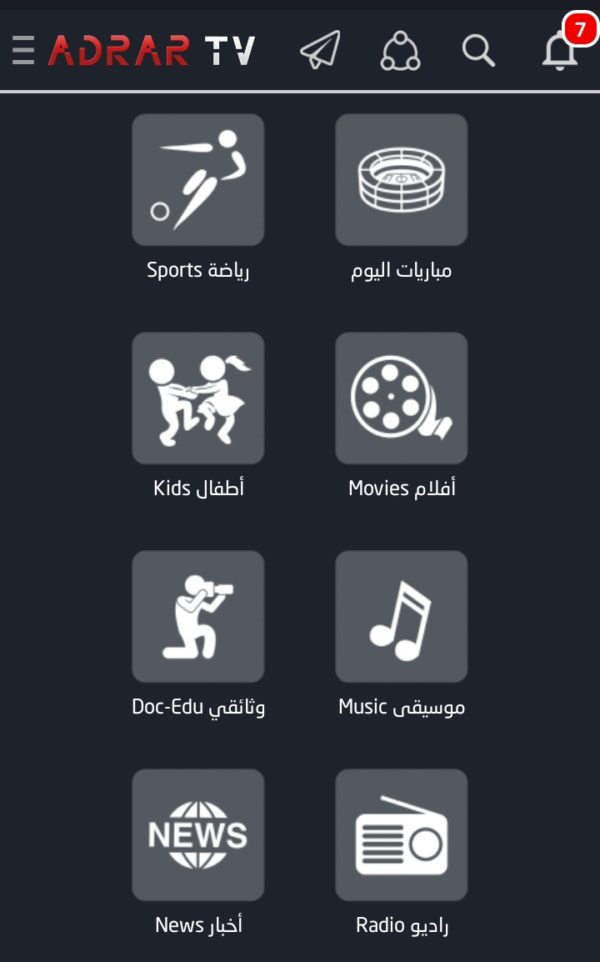 ADRAR TV
7
رياضة Sports
مباريات اليوم
أطفال Kids
أفلام Movies
وثائقي Doc-Edu
موسيقى Music
NEWS
أخبار News
راديو Radio